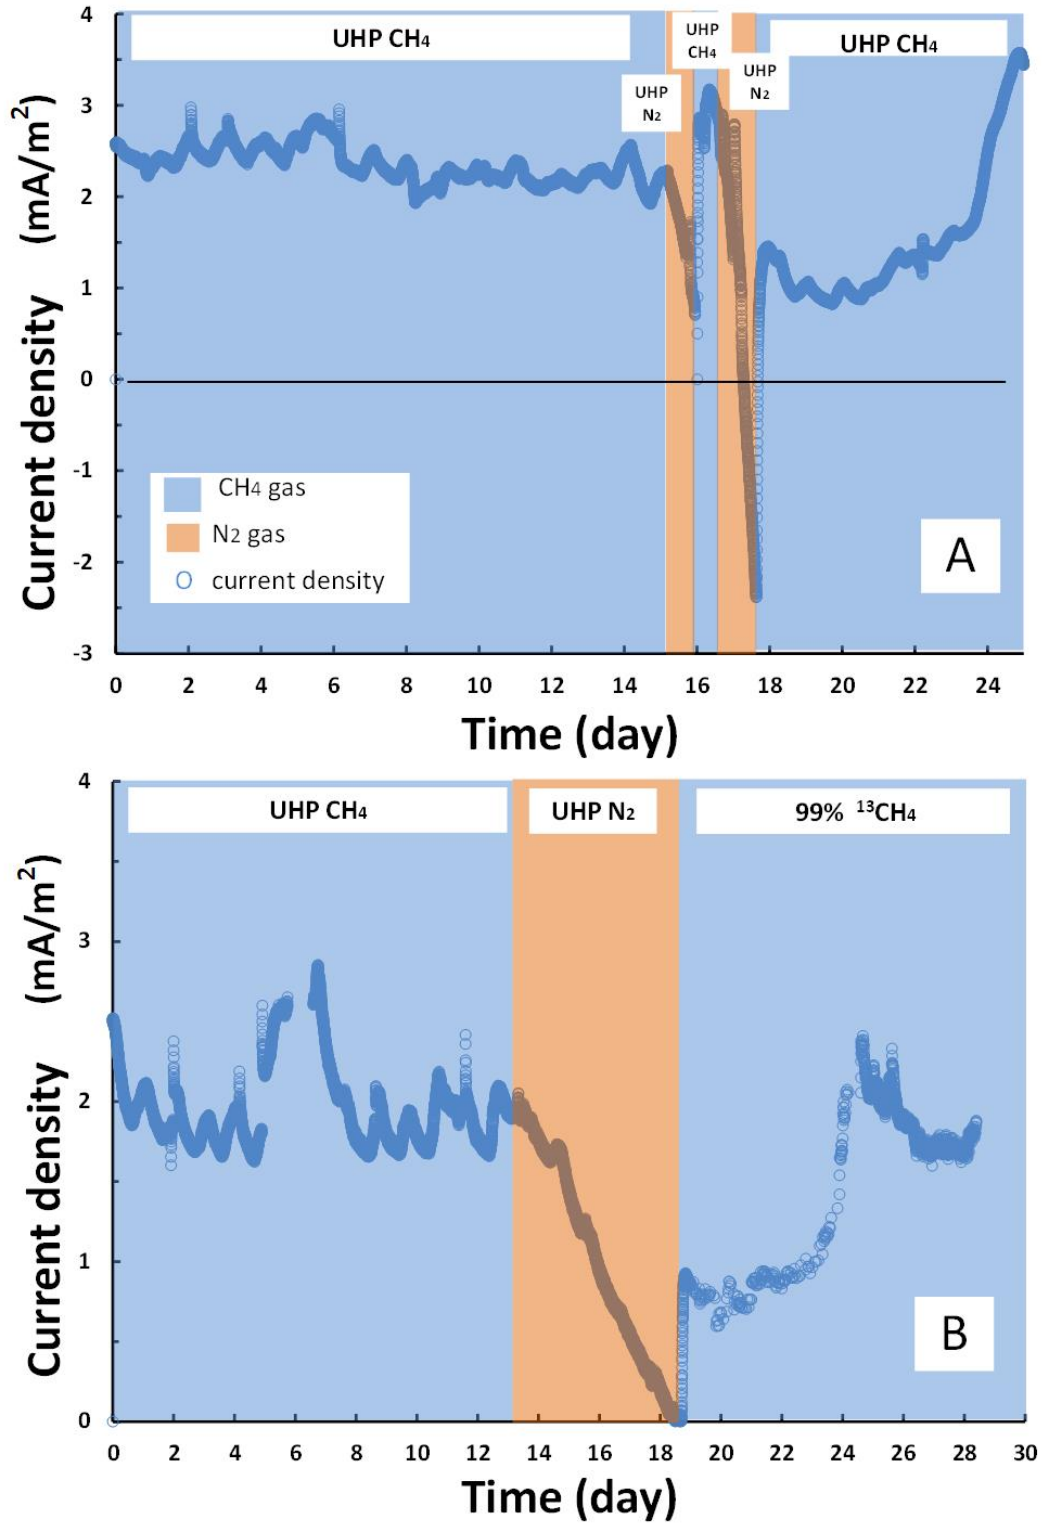 4
3
2
1
0
-1
-2
-3
Current density (mA/m²)
UHP CH₄
UHP
N₂
UHP
CH₄
UHP
N₂
UHP CH₄
CH₄ gas
N₂ gas
current density
A
0 2 4 6 8 10 12 14 16 18 20 22 24
Time (day)
4
3
2
1
0
Current density (mA/m²)
UHP CH₄
UHP N₂
99% ¹³CH₄
B
0 2 4 6 8 10 12 14 16 18 20 22 24 26 28 30
Time (day)